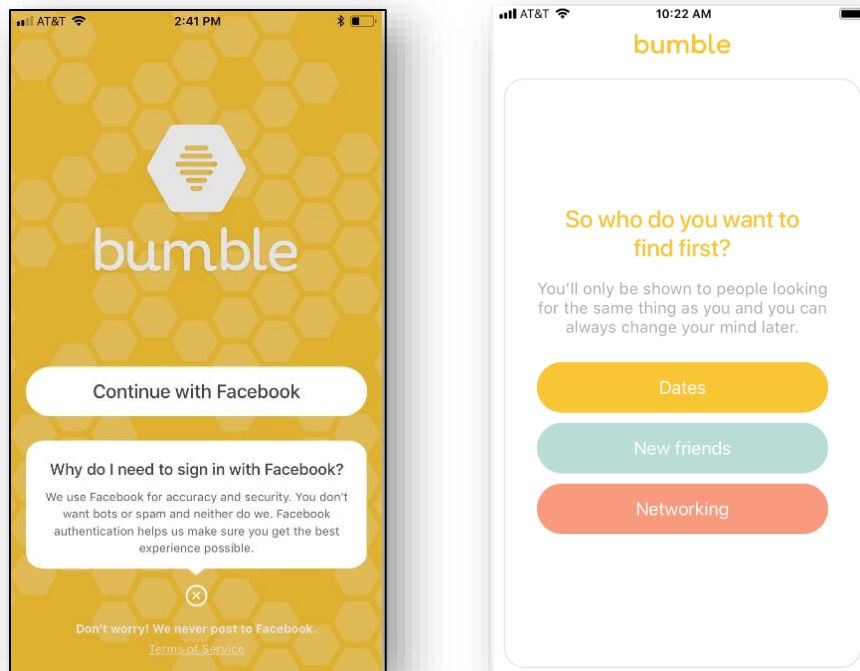 AT&T 2:41 PM
bumble
Continue with Facebook
Why do I need to sign in with Facebook?
We use Facebook for accuracy and security. You don't
want bots or spam and neither do we. Facebook
authentication helps us make sure you get the best
experience possible.
Don't worry! We never post to Facebook.
Terms of Service
AT&T 10:22 AM
bumble
So who do you want to
find first?
You'll only be shown to people looking
for the same thing as you and you can
always change your mind later.
Dates
New friends
Networking